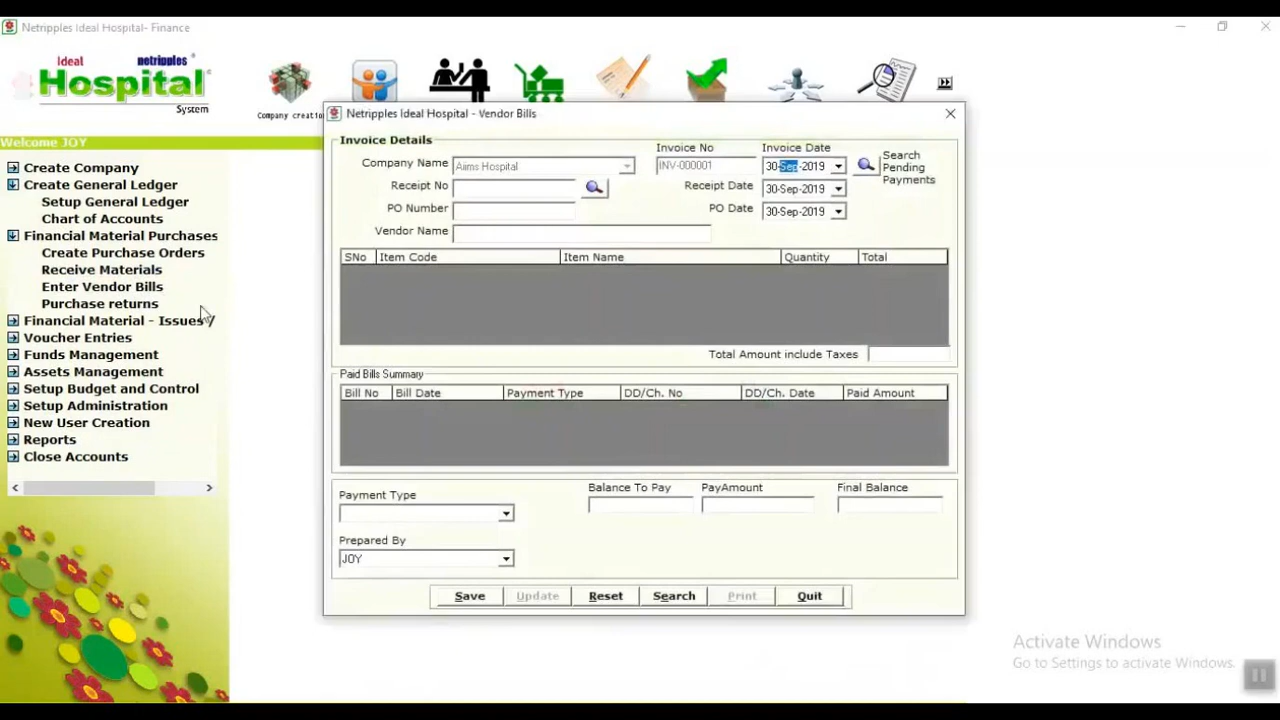 Netripples Ideal Hospital- Finance
ideal netripples®
Hospital
System
Company creatio
Welcome JOY
Create Company
Create General Ledger
Setup General Ledger
Chart of Accounts
Financial Material Purchases
Create Purchase Orders
Receive Materials
Enter Vendor Bills
Purchase returns
Financial Material - Issues /
Voucher Entries
Funds Management
Assets Management
Setup Budget and Control
Setup Administration
New User Creation
Reports
Close Accounts
Netripples Ideal Hospital - Vendor Bills
Invoice Details
Invoice No Invoice Date
Company Name Aiims Hospital INV-000001 30-Sep-2019 Search Pending Payments
Receipt No Receipt Date 30-Sep-2019
PO Number PO Date 30-Sep-2019
Vendor Name
SNo Item Code Item Name Quantity Total
Total Amount include Taxes
Paid Bills Summary
Bill No Bill Date Payment Type DD/Ch. No DD/Ch. Date Paid Amount
Payment Type Balance To Pay PayAmount Final Balance
Prepared By
JOY
Save Update Reset Search Print Quit
Activate Windows
Go to Settings to activate Windows.